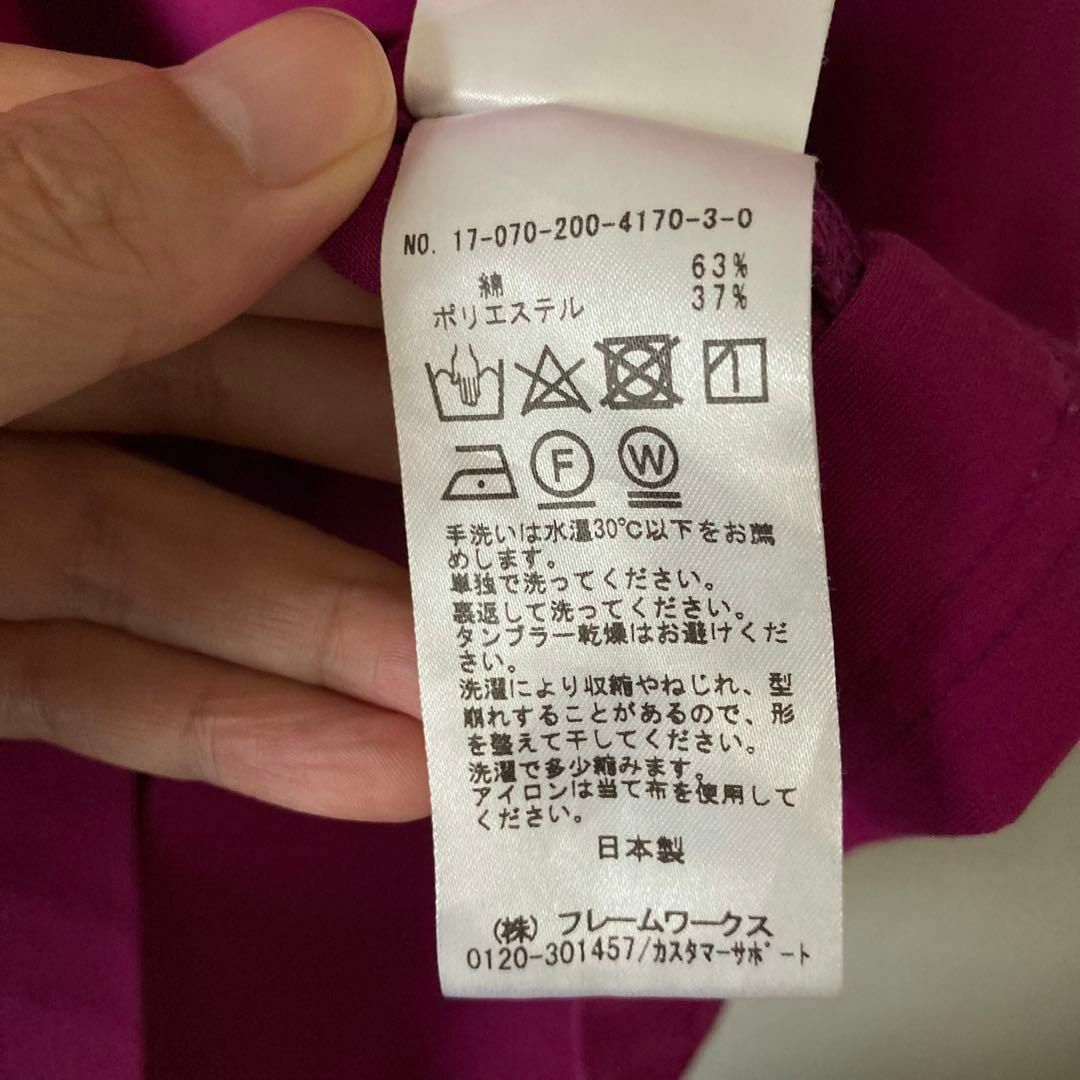 NO. 17-070-200-4170-3-0
綿 63%
ポリエステル 37%
F W
手洗いは水温30℃以下をお薦
めします。
単独で洗ってください。
裏返して洗ってください。
タンブラー乾燥はお避けくだ
さい。
洗濯により収縮やねじれ、型
崩れすることがあるので、形
を整えて干してください。
洗濯で多少縮みます。
アイロンは当て布を使用して
ください。
日本製
(株) フレームワークス
0120-301457/カスタマーサポート